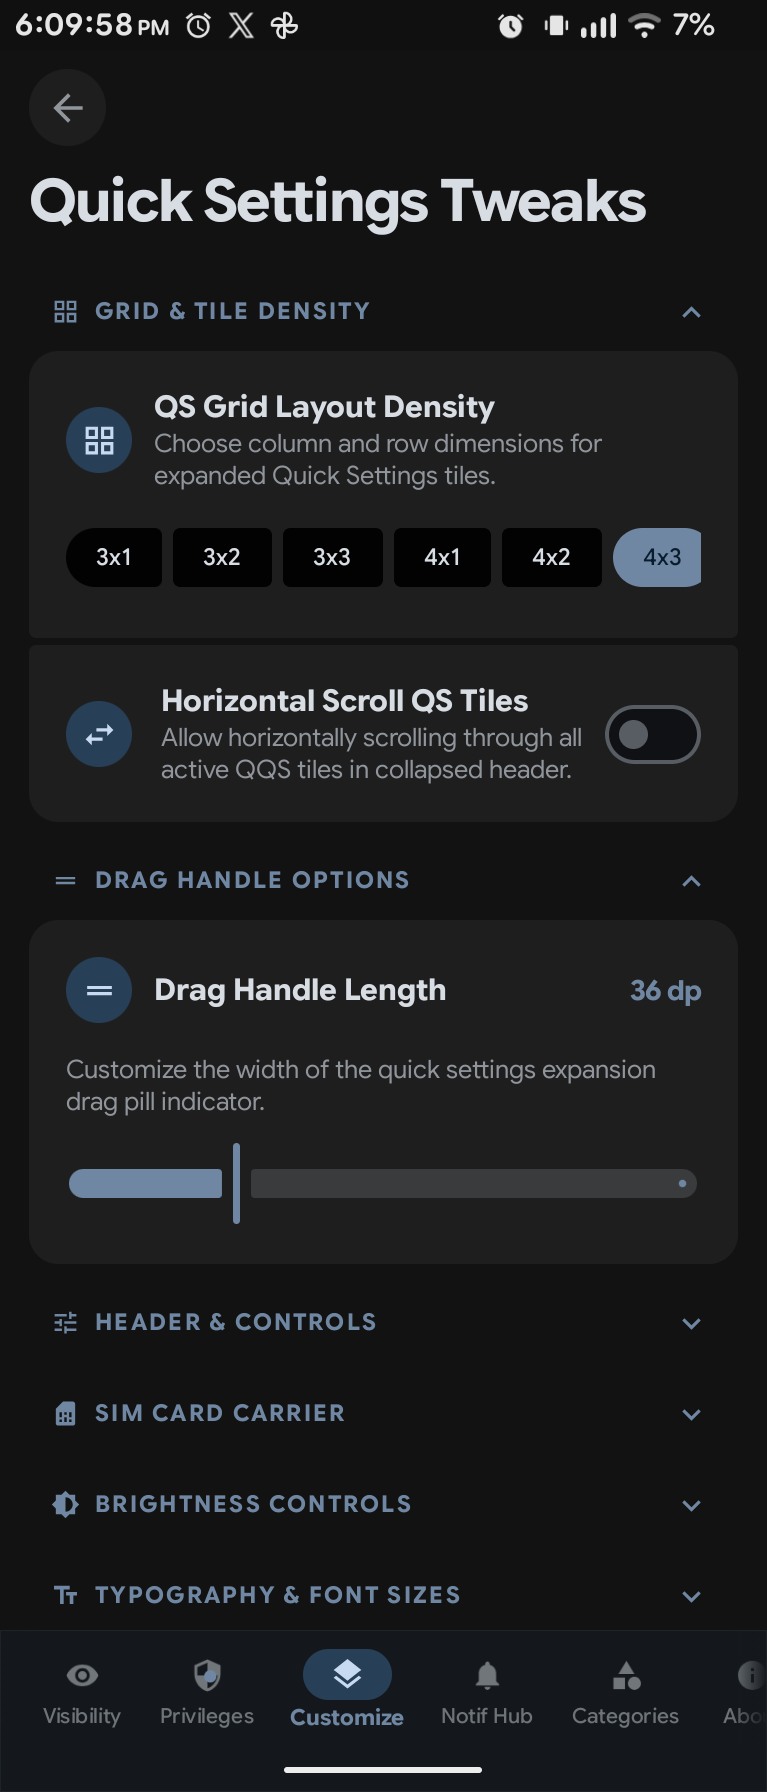 6:09:58 PM
7%
Quick Settings Tweaks
GRID & TILE DENSITY
QS Grid Layout Density
Choose column and row dimensions for
expanded Quick Settings tiles.
3x1 3x2 3x3 4x1 4x2 4x3
Horizontal Scroll QS Tiles
Allow horizontally scrolling through all
active QQS tiles in collapsed header.
DRAG HANDLE OPTIONS
Drag Handle Length 36 dp
Customize the width of the quick settings expansion
drag pill indicator.
HEADER & CONTROLS
SIM CARD CARRIER
BRIGHTNESS CONTROLS
TYPOGRAPHY & FONT SIZES
Visibility Privileges Customize Notif Hub Categories Abo